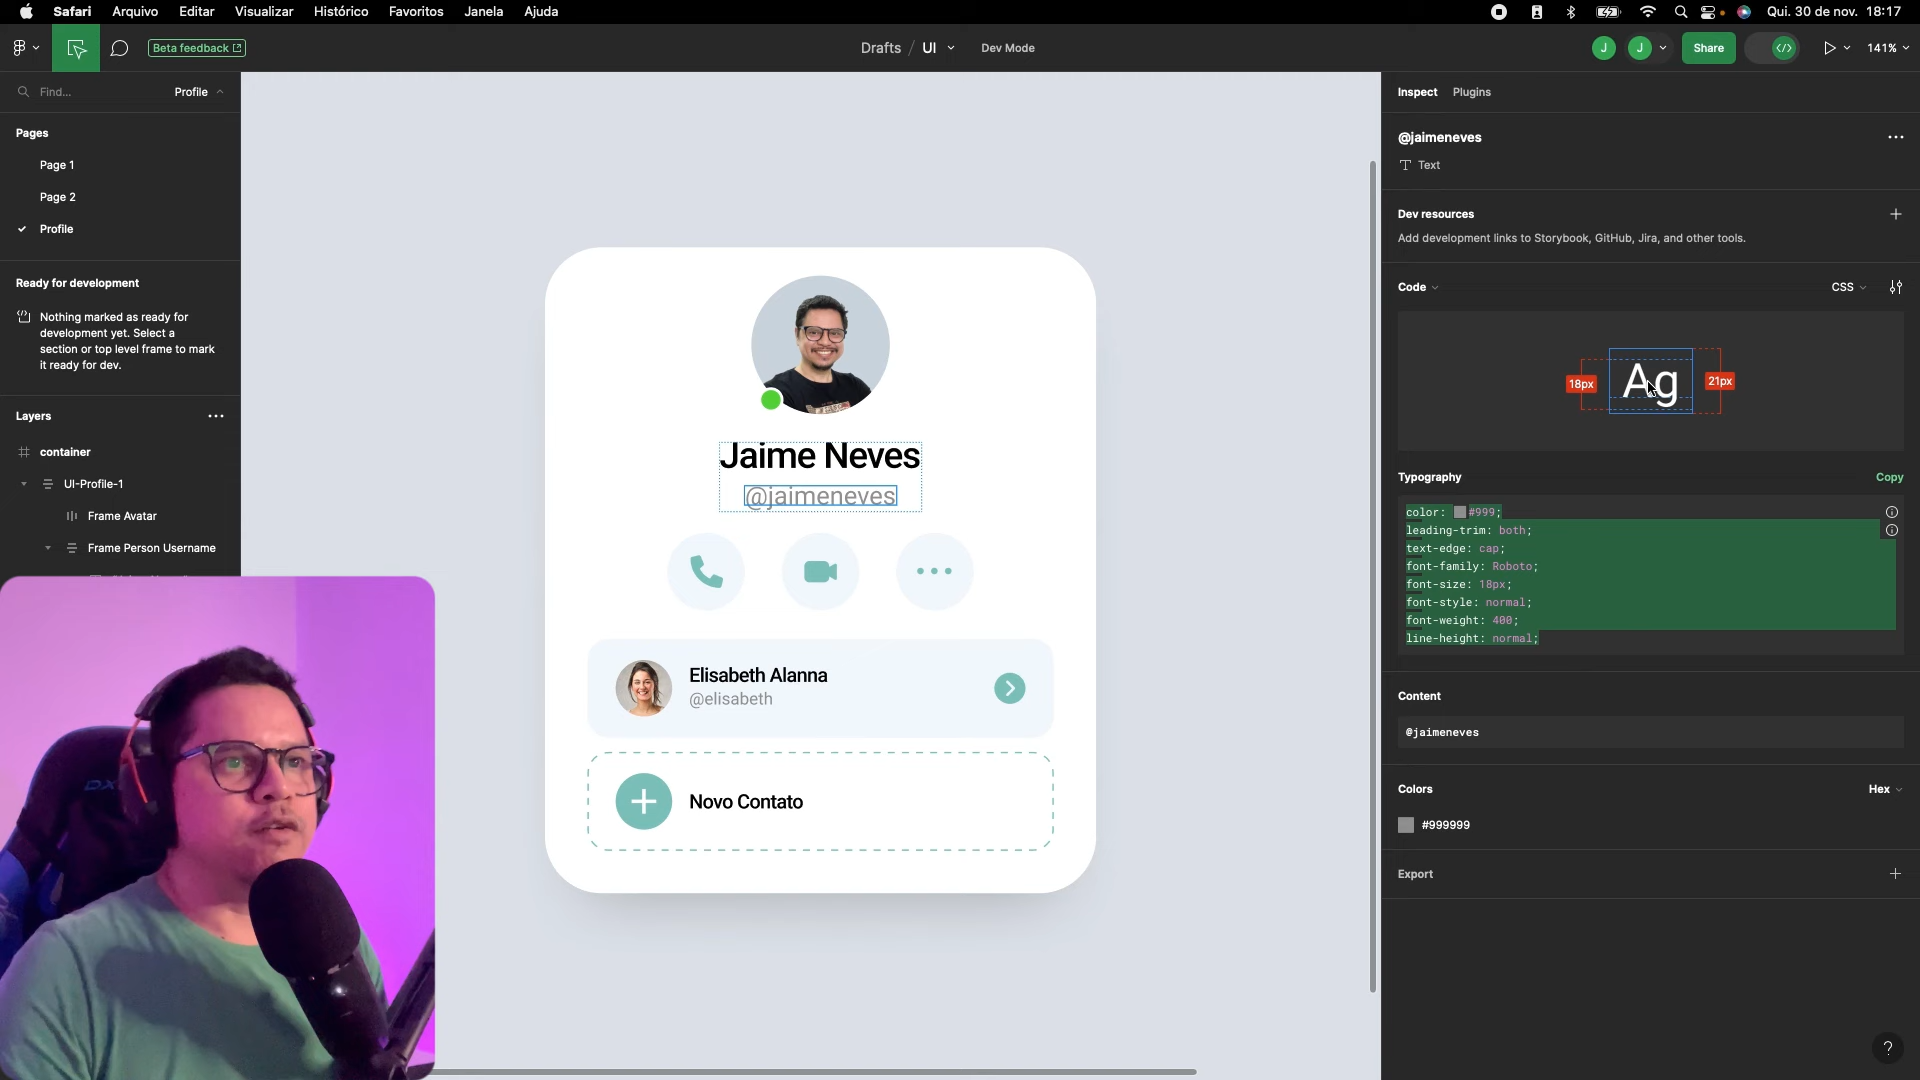 Safari Arquivo Editar Visualizar Histórico Favoritos Janela Ajuda Qui. 30 de nov. 18:17
Beta feedback Drafts / UI Dev Mode J J Share 141%
Find... Profile
Pages
Page 1
Page 2
Profile
Ready for development
Nothing marked as ready for
development yet. Select a
section or top level frame to mark
it ready for dev.
Layers
container
UI-Profile-1
Frame Avatar
Frame Person Username
Jaime Neves
@jaimeneves
Elisabeth Alanna
@elisabeth
Novo Contato
Inspect Plugins
@jaimeneves
Text
Dev resources
Add development links to Storybook, GitHub, Jira, and other tools.
Code CSS
18px Ag 21px
Typography Copy
color: #999;
leading-trim: both;
text-edge: cap;
font-family: Roboto;
font-size: 18px;
font-style: normal;
font-weight: 400;
line-height: normal;
Content
@jaimeneves
Colors Hex
#999999
Export
?